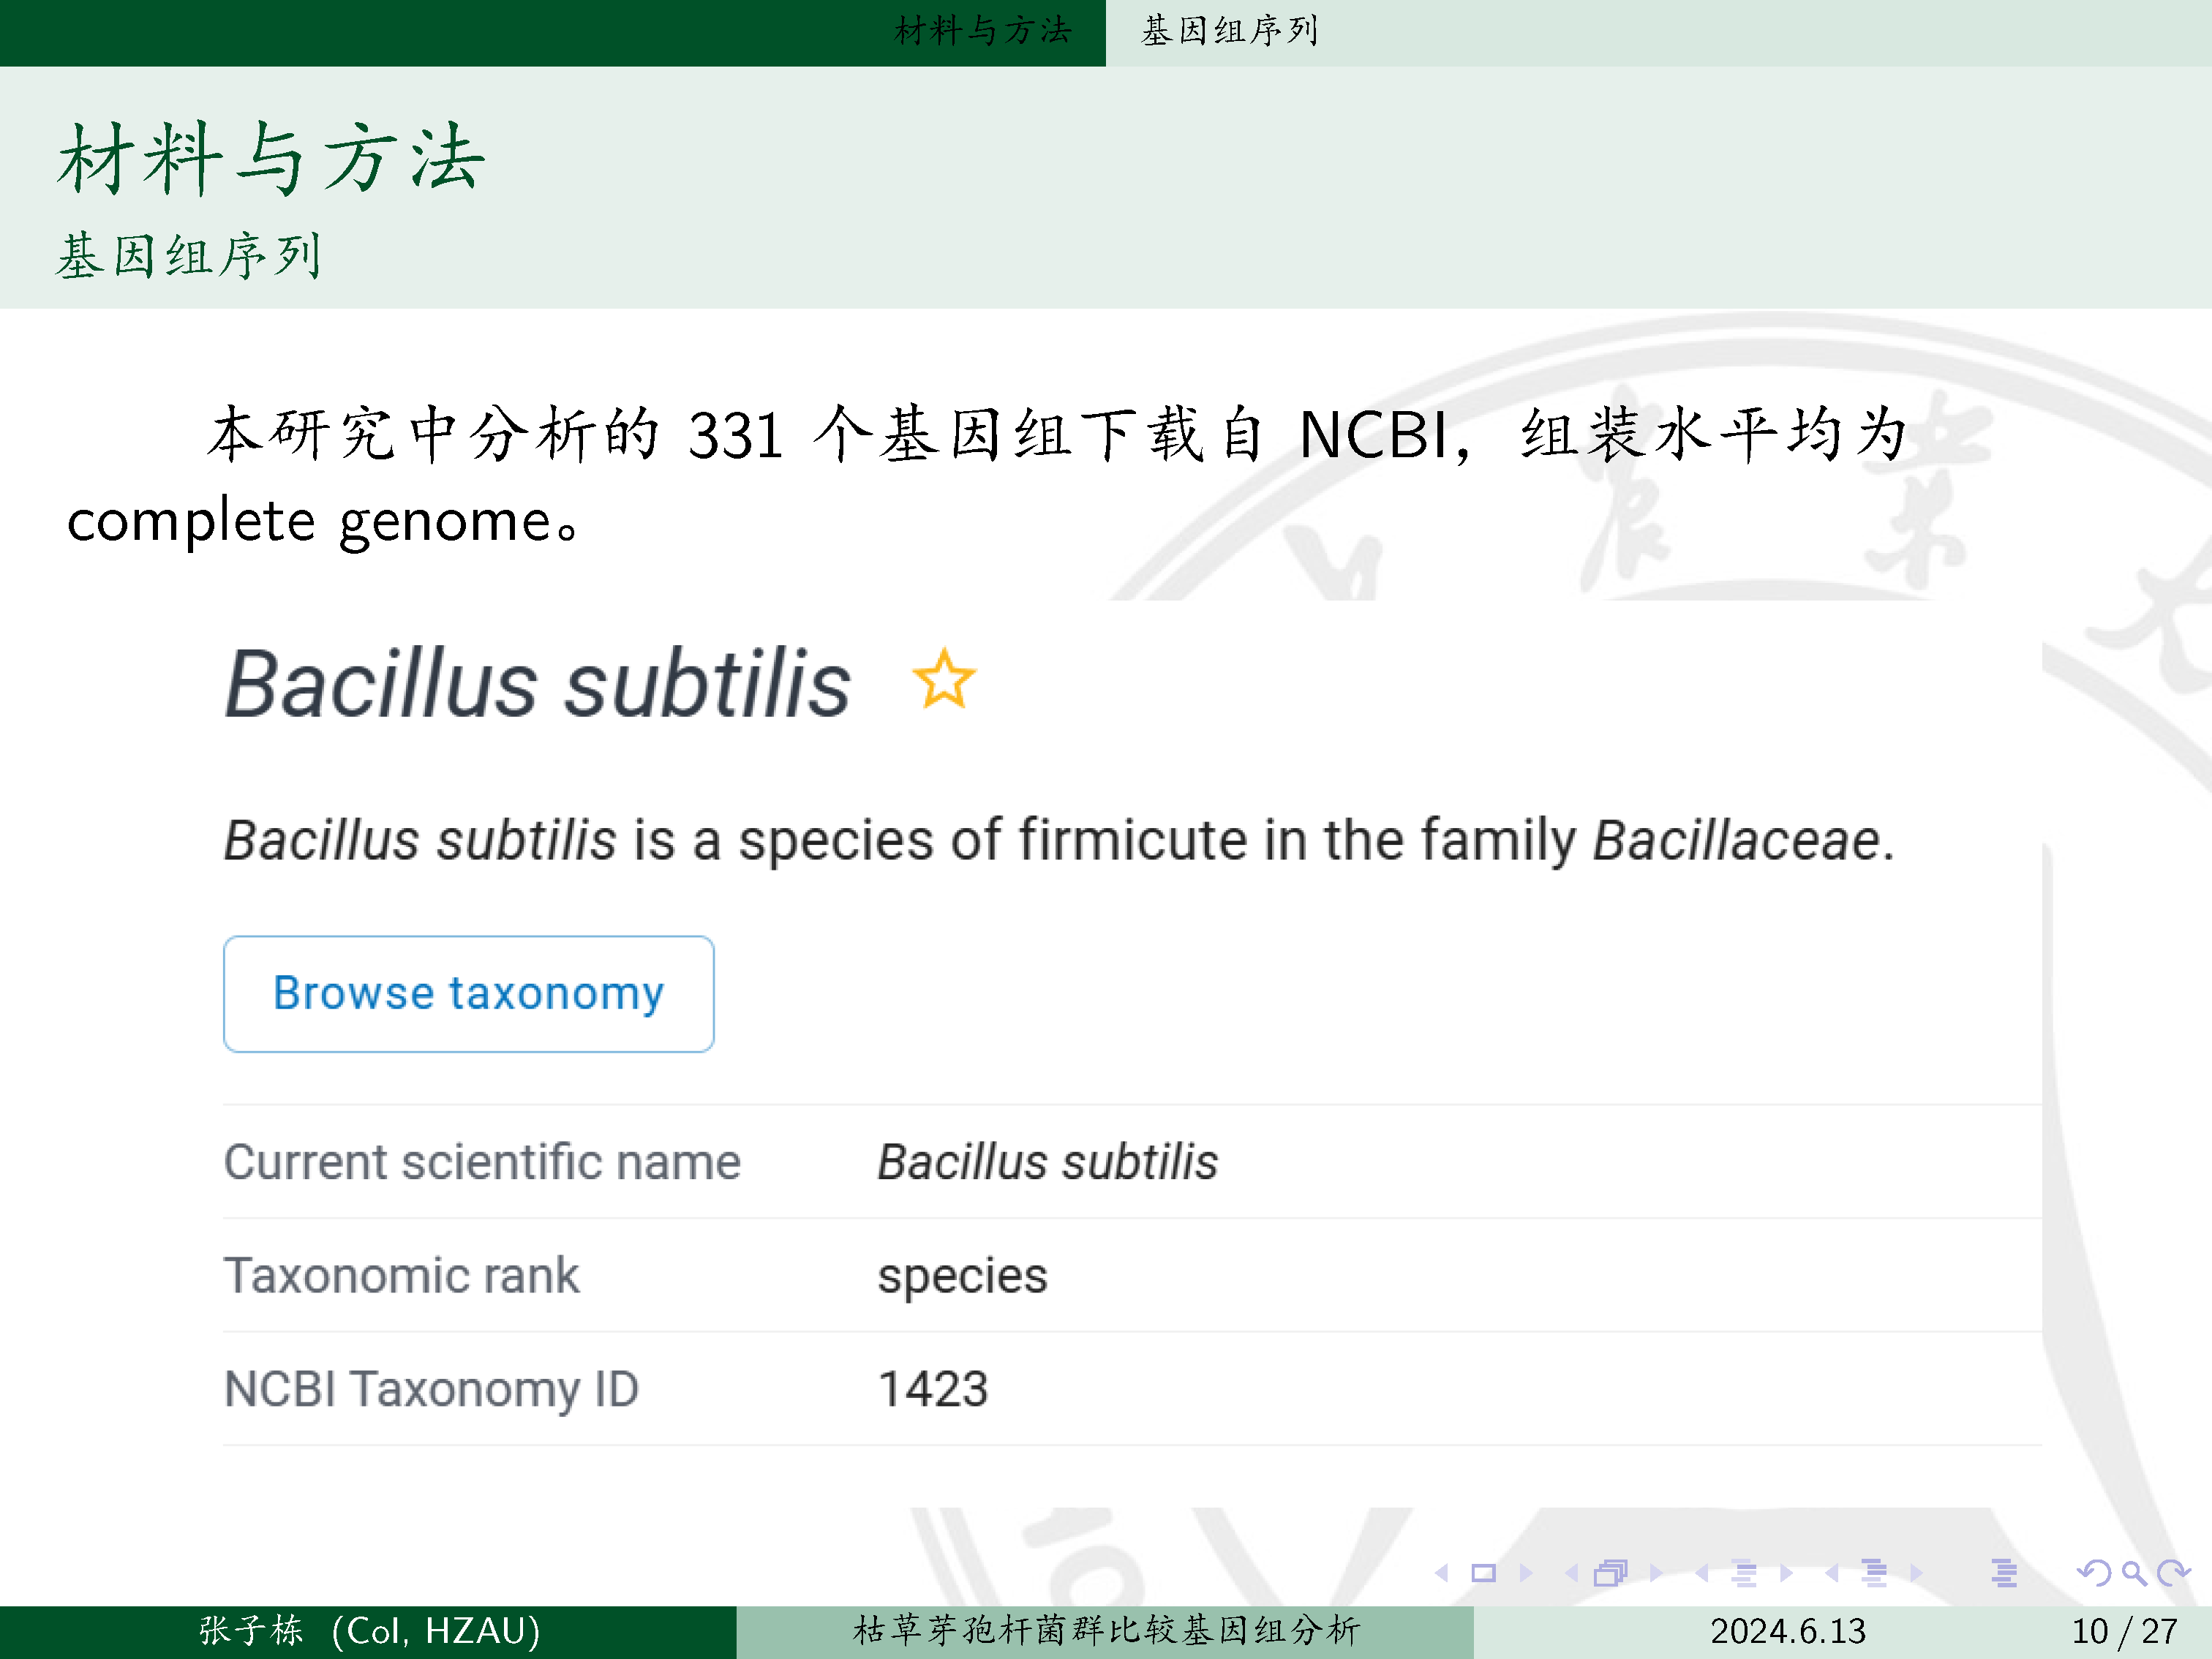 材料与方法 基因组序列
材料与方法
基因组序列
本研究中分析的 331 个基因组下载自 NCBI，组装水平均为
complete genome。
Bacillus subtilis
Bacillus subtilis is a species of firmicute in the family Bacillaceae.
Browse taxonomy
Current scientific name Bacillus subtilis
Taxonomic rank species
NCBI Taxonomy ID 1423
张子栋 (CoI, HZAU) 枯草芽孢杆菌群比较基因组分析 2024.6.13 10 / 27